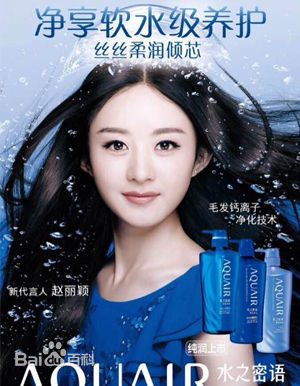 净享软水级养护
丝丝柔润倾芯
毛发钙离子
净化技术
新代言人 赵丽颖
AQUAIR
AQUAIR
AQUAIR
纯润上市
Bai百科
AQUAIR 水之密语